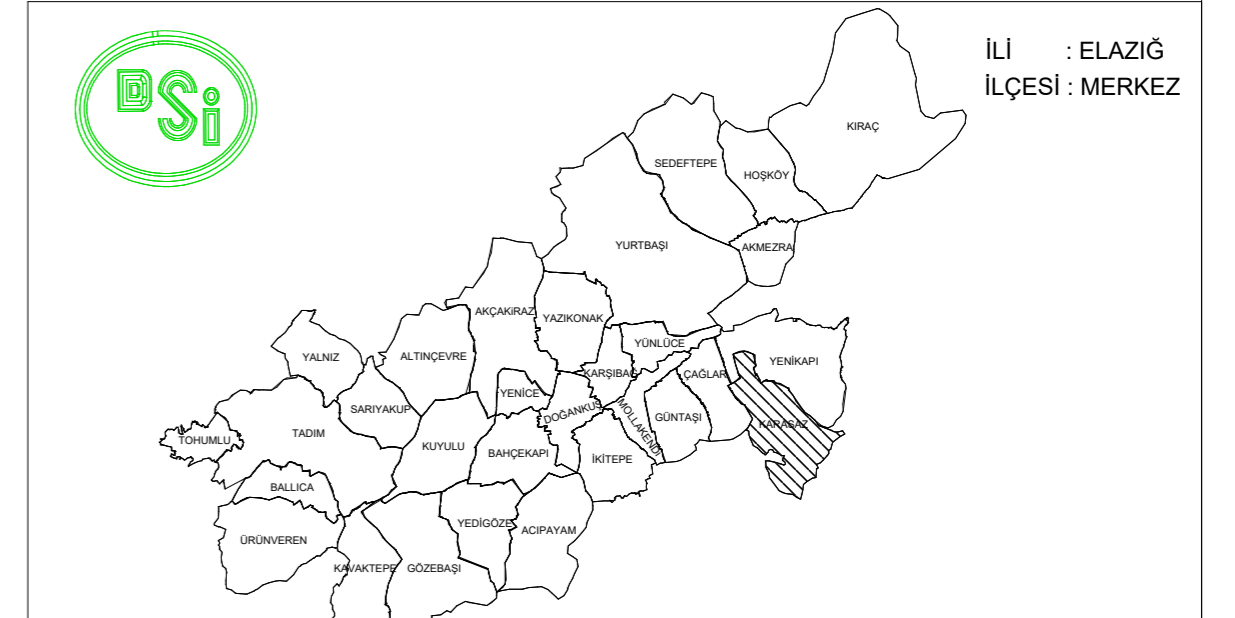 DSİ
İLİ : ELAZIĞ
İLÇESİ : MERKEZ
KIRAÇ
SEDEFTEPE
HOŞKÖY
YURTBAŞI
AKMEZRA
AKÇAKİRAZ
YAZIKONAK
YÜNLÜCE
YALNIZ
ALTINÇEVRE
YENİKAPI
KARŞIBAĞ
ÇAĞLAR
YENİCE
SARIYAKUP
DOĞANKUŞ
MOLLAKENDİ
GÜNTAŞI
KARASAZ
TOHUMLU
TADIM
KUYULU
BAHÇEKAPI
İKİTEPE
BALLICA
YEDİGÖZE
ACIPAYAM
ÜRÜNVEREN
KAVAKTEPE
GÖZEBAŞI